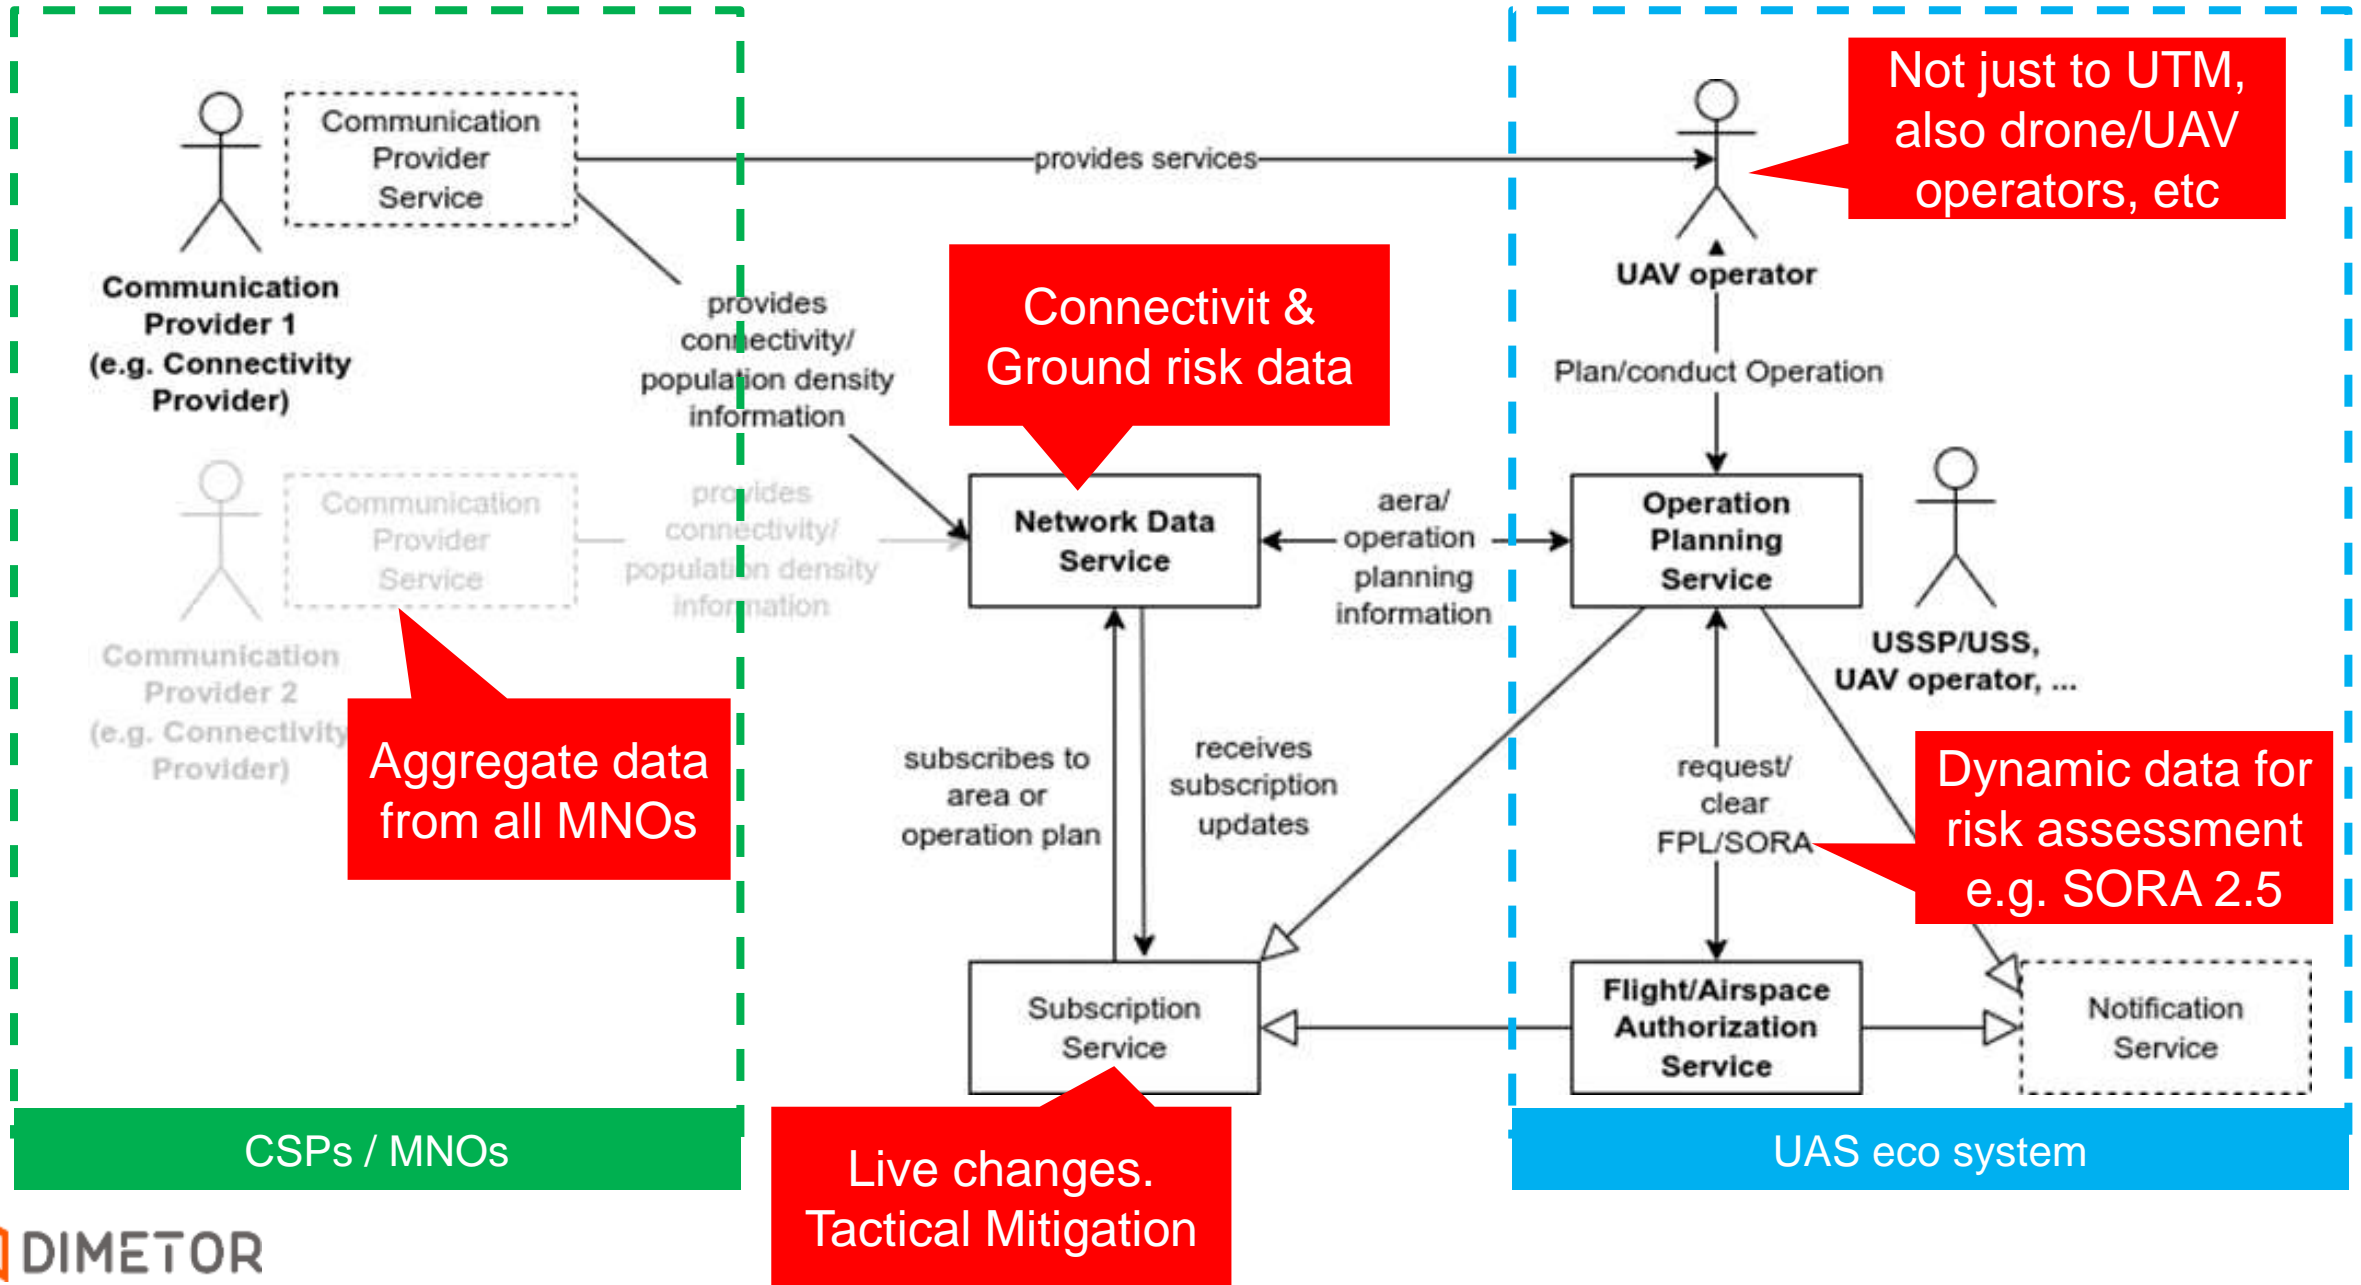 Not just to UTM,
also drone/UAV
operators, etc
Communication
Provider
Service
provides services
Communication
Provider 1
(e.g. Connectivity
Provider)
UAV operator
provides
connectivity/
population density
information
Connectivit &
Ground risk data
Plan/conduct Operation
Communication
Provider
Service
provides
connectivity/
population density
information
Network Data
Service
aera/
operation
planning
information
Operation
Planning
Service
USSP/USS,
UAV operator, ...
Communication
Provider 2
(e.g. Connectivity
Provider)
Aggregate data
from all MNOs
subscribes to
area or
operation plan
receives
subscription
updates
request/
clear
FPL/SORA
Dynamic data for
risk assessment
e.g. SORA 2.5
Subscription
Service
Flight/Airspace
Authorization
Service
Notification
Service
CSPs / MNOs
Live changes.
Tactical Mitigation
UAS eco system
DIMETOR